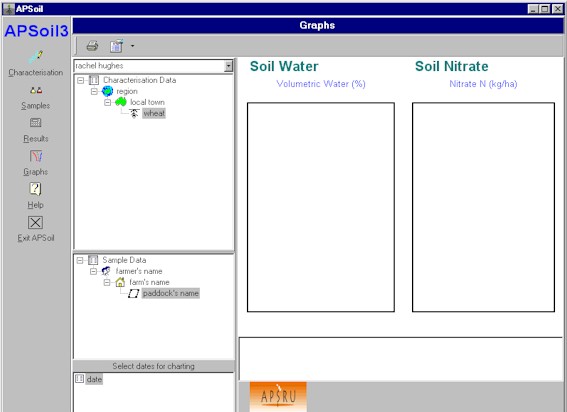 APSoil
APSoil3
Graphs
Characterisation
Samples
Results
Graphs
Help
Exit APSoil
rachel hughes
Characterisation Data
region
local town
wheat
Sample Data
farmer's name
farm's name
paddock's name
Select dates for charting
date
Soil Water
Volumetric Water (%)
Soil Nitrate
Nitrate N (kg/ha)
APSRU